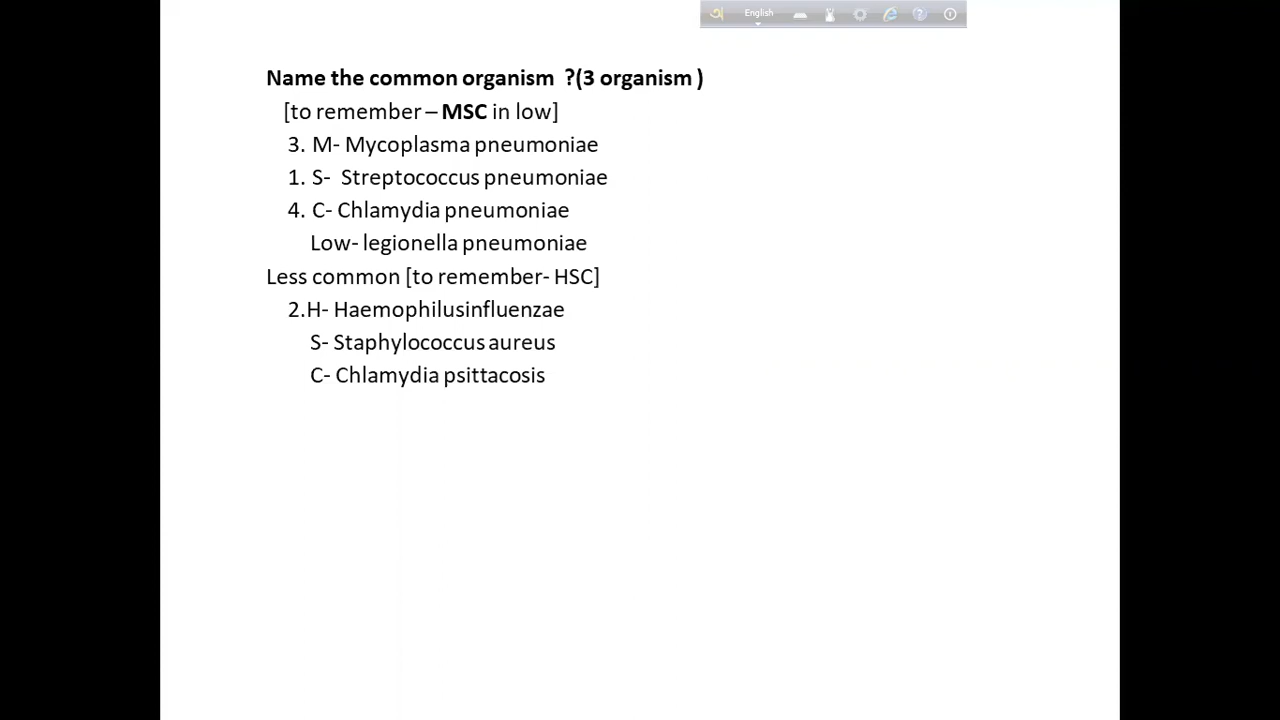 English
Name the common organism ?(3 organism )
[to remember – MSC in low]
3. M- Mycoplasma pneumoniae
1. S- Streptococcus pneumoniae
4. C- Chlamydia pneumoniae
Low- legionella pneumoniae
Less common [to remember- HSC]
2.H- Haemophilusinfluenzae
S- Staphylococcus aureus
C- Chlamydia psittacosis